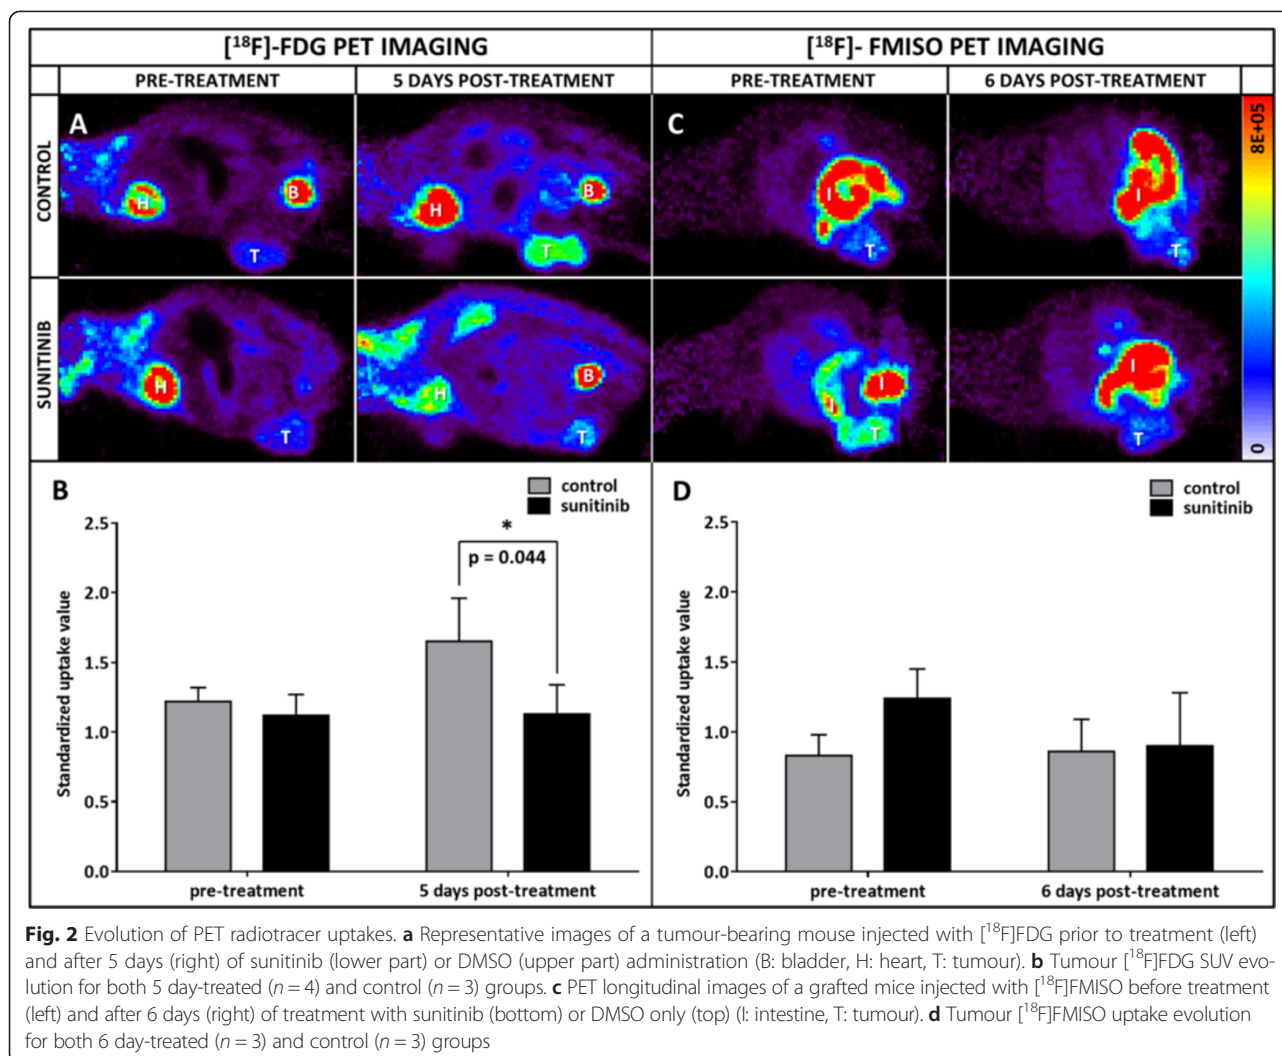 [18F]-FDG PET IMAGING
[18F]- FMISO PET IMAGING
PRE-TREATMENT
5 DAYS POST-TREATMENT
PRE-TREATMENT
6 DAYS POST-TREATMENT
CONTROL
A
H
B
T
H
B
T
C
I
T
I
T
8E+05
SUNITINIB
H
T
H
B
T
I
I
T
I
T
0
B
control
sunitinib
*
p = 0.044
Standardized uptake value
2.5
2.0
1.5
1.0
0.5
0.0
pre-treatment
5 days post-treatment
D
control
sunitinib
Standardized uptake value
2.5
2.0
1.5
1.0
0.5
0.0
pre-treatment
6 days post-treatment
Fig. 2 Evolution of PET radiotracer uptakes. a Representative images of a tumour-bearing mouse injected with [18F]FDG prior to treatment (left)
and after 5 days (right) of sunitinib (lower part) or DMSO (upper part) administration (B: bladder, H: heart, T: tumour). b Tumour [18F]FDG SUV evo-
lution for both 5 day-treated (n = 4) and control (n = 3) groups. c PET longitudinal images of a grafted mice injected with [18F]FMISO before treatment
(left) and after 6 days (right) of treatment with sunitinib (bottom) or DMSO only (top) (I: intestine, T: tumour). d Tumour [18F]FMISO uptake evolution
for both 6 day-treated (n = 3) and control (n = 3) groups